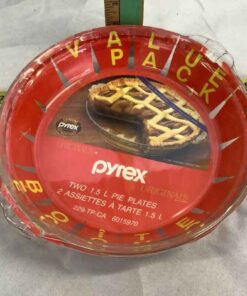 VALUE
PACK
pyrex
pyrex
ORIGINALS
TWO 1.5 L PIE PLATES
2 ASSIETTES À TARTE 1.5 L
229-TP-CA 6015970